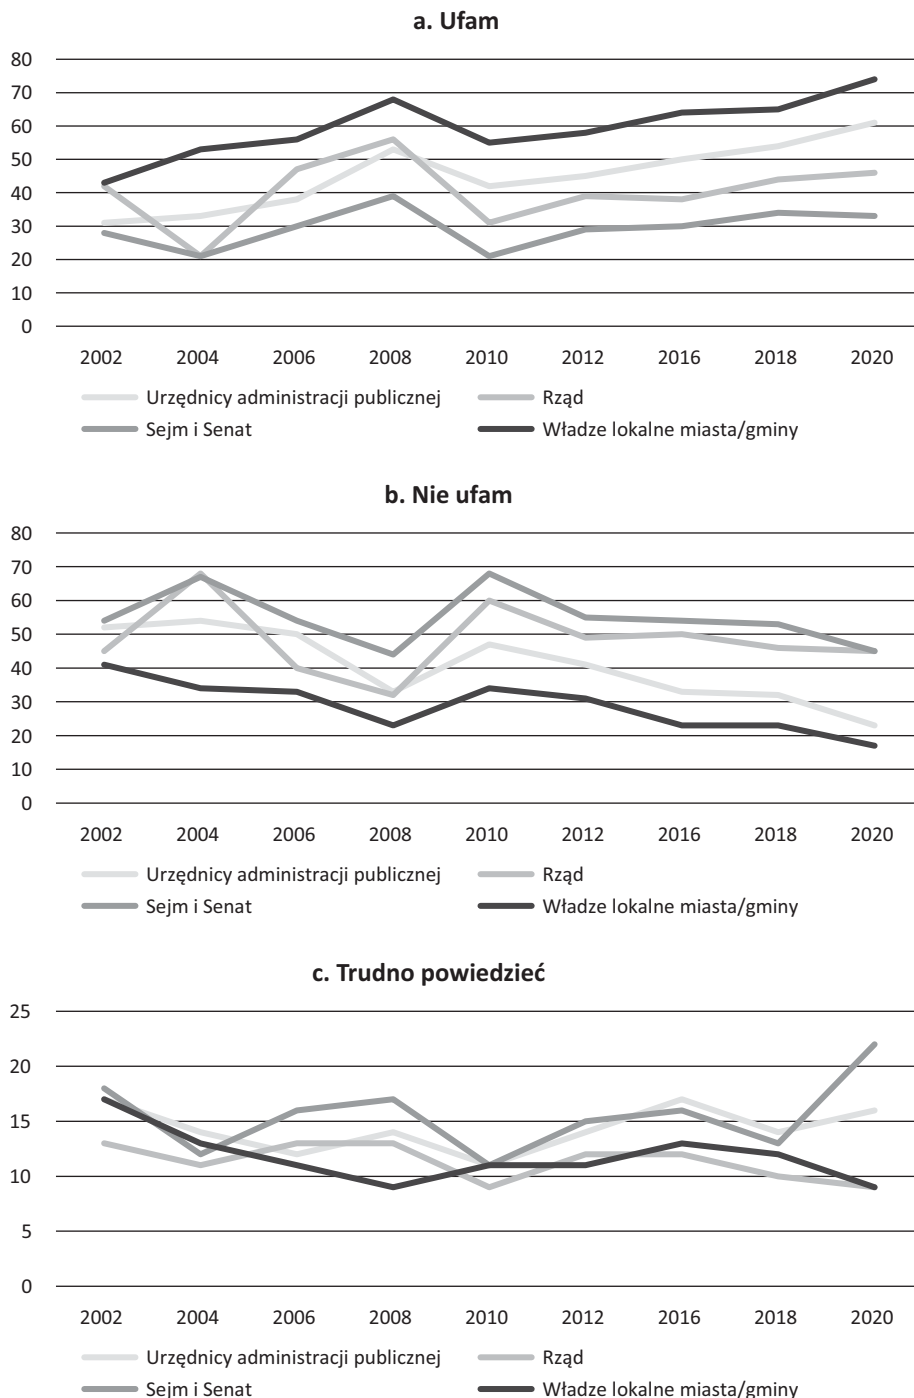 a. Ufam
80
70
60
50
40
30
20
10
0
2002 2004 2006 2008 2010 2012 2016 2018 2020
Urzędnicy administracji publicznej Rząd
Sejm i Senat Władze lokalne miasta/gminy
b. Nie ufam
80
70
60
50
40
30
20
10
0
2002 2004 2006 2008 2010 2012 2016 2018 2020
Urzędnicy administracji publicznej Rząd
Sejm i Senat Władze lokalne miasta/gminy
c. Trudno powiedzieć
25
20
15
10
5
0
2002 2004 2006 2008 2010 2012 2016 2018 2020
Urzędnicy administracji publicznej Rząd
Sejm i Senat Władze lokalne miasta/gminy